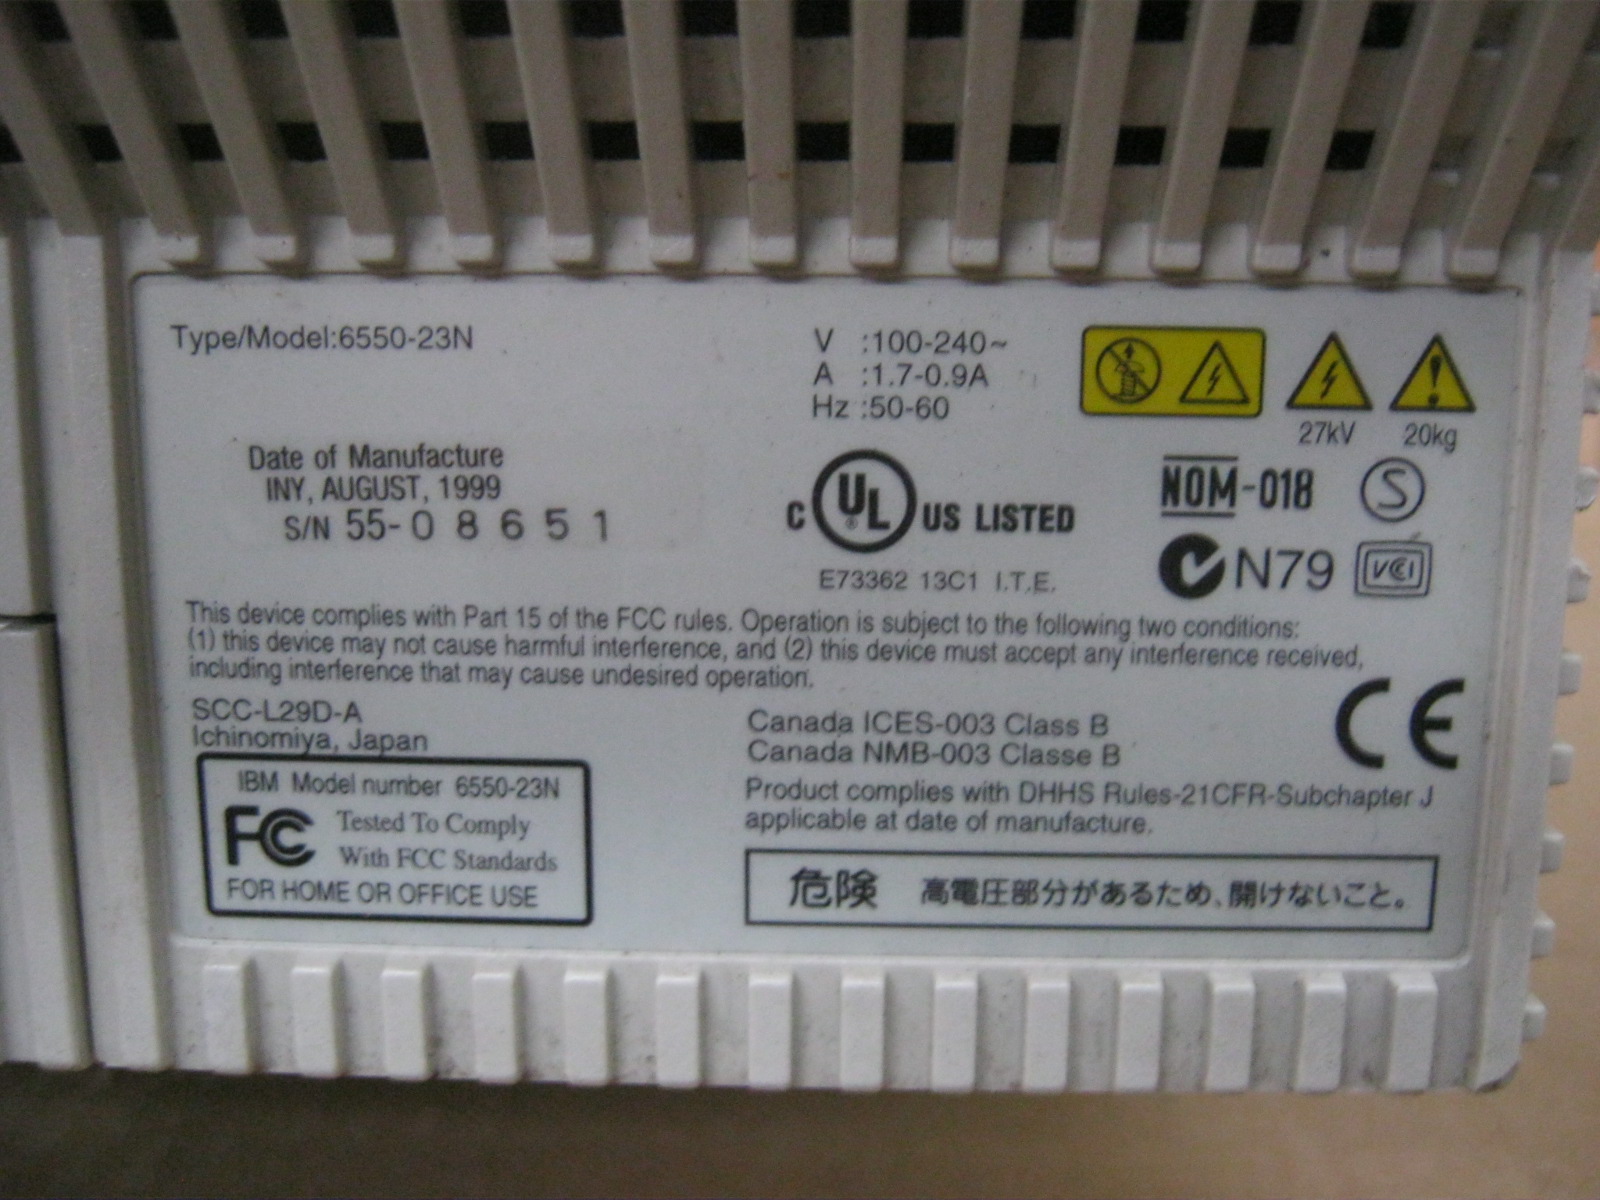 Type/Model:6550-23N
V :100-240~
A :1.7-0.9A
Hz :50-60
27kV 20kg
Date of Manufacture
INY, AUGUST, 1999
S/N 55-08651
C UL ® US LISTED
E73362 13C1 I.T.E.
NOM-018 S
N79 VCI
This device complies with Part 15 of the FCC rules. Operation is subject to the following two conditions:
(1) this device may not cause harmful interference, and (2) this device must accept any interference received,
including interference that may cause undesired operation.
SCC-L29D-A
Ichinomiya, Japan
IBM Model number 6550-23N
FC Tested To Comply
With FCC Standards
FOR HOME OR OFFICE USE
Canada ICES-003 Class B
Canada NMB-003 Classe B
CE
Product complies with DHHS Rules-21CFR-Subchapter J
applicable at date of manufacture.
危険 高電圧部分があるため、開けないこと。